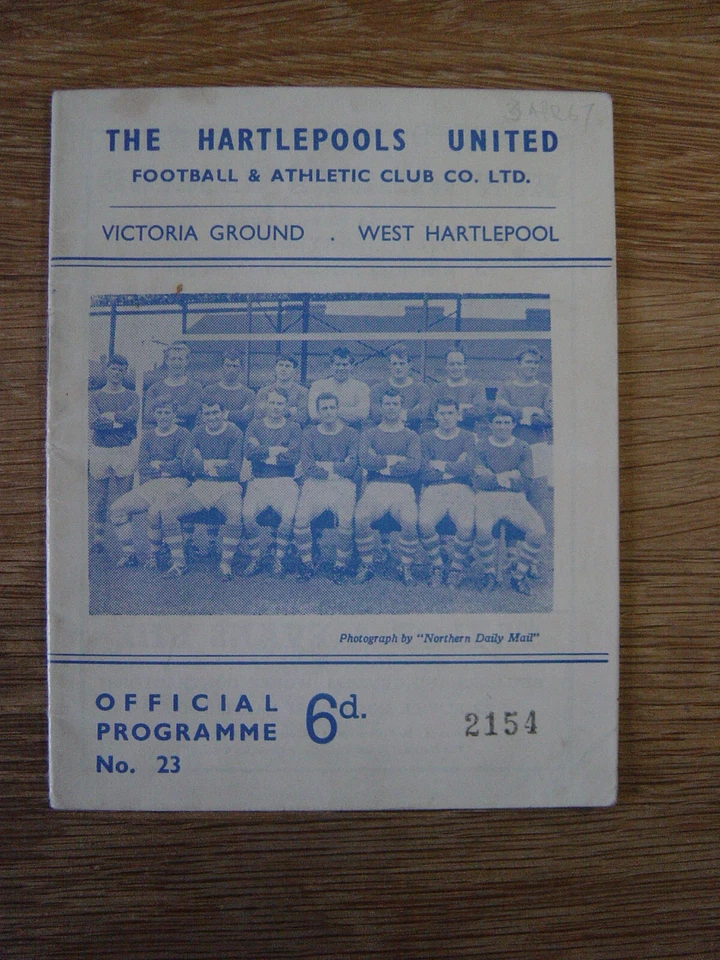 THE HARTLEPOOLS UNITED
FOOTBALL & ATHLETIC CLUB CO. LTD.
VICTORIA GROUND . WEST HARTLEPOOL
Photograph by "Northern Daily Mail"
OFFICIAL
PROGRAMME
6d.
No. 23
2154